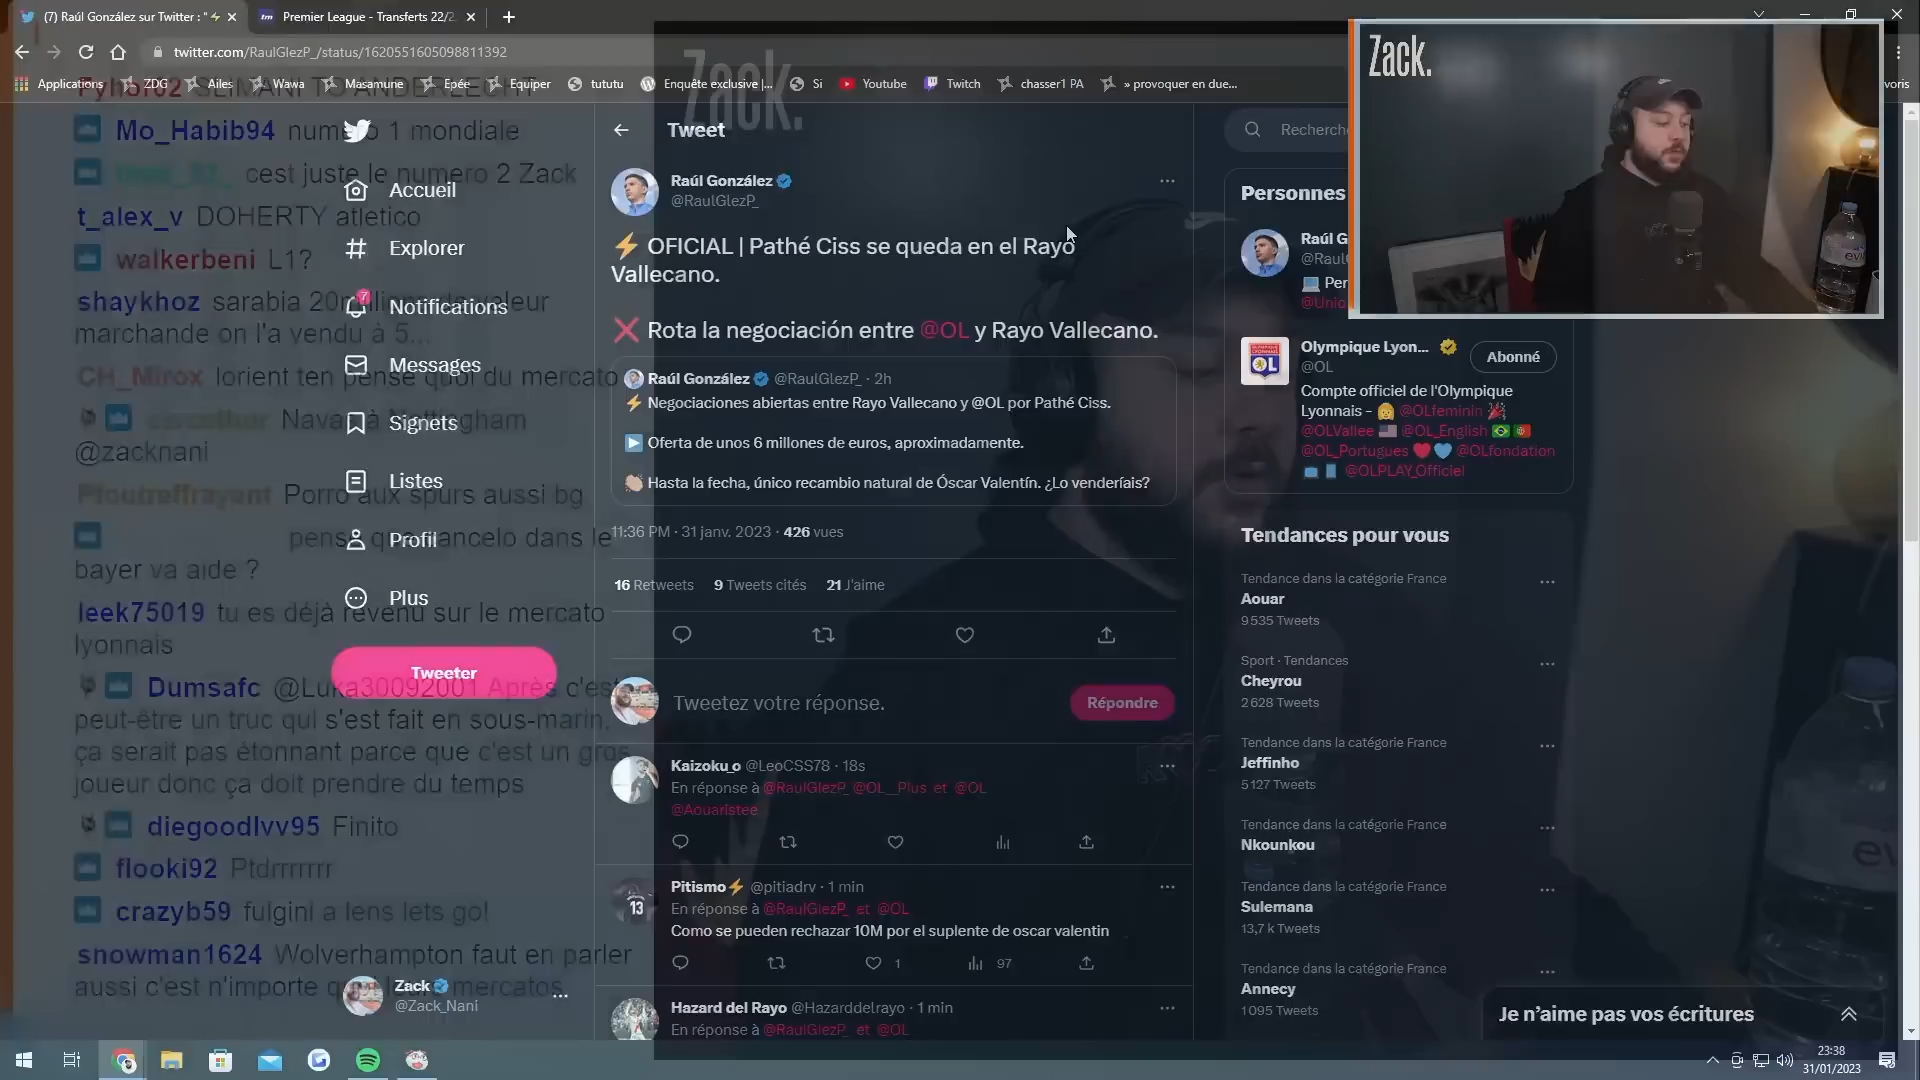 (7) Raúl González sur Twitter : "⚡
Premier League - Transferts 22/2
twitter.com/RaulGlezP_/status/1620551605098811392
Applications
ZDG
Ailes
Wawa
Masamune
Epée
Equiper
tututu
Enquête exclusive |...
Si
Youtube
Twitch
chasser1 PA
» provoquer en due...
voris
Zack.
Zack.
Mo_Habib94 numéro 1 mondiale
cest juste le numero 2 Zack
t_alex_v DOHERTY atletico
walkerbeni L1?
shaykhoz sarabia 20 valeur
marchande on l'a vendu à 5...
CH_Mirox lorient ten pense quoi du mercato
Navas à Nottingham
@zacknani
Porro aux spurs aussi bg
cancelo dans le
bayer va aide ?
leek75019 tu es déjà revenu sur le mercato
lyonnais
Dumsafc @Luka30092001 Après c'est
peut-être un truc qui s'est fait en sous-marin,
ça serait pas étonnant parce que c'est un gros
joueur donc ça doit prendre du temps
diegoodlvv95 Finito
flooki92 Ptdrrrrrrr
crazyb59 fulgini a lens lets go!
snowman1624 Wolverhampton faut en parler
aussi c'est n'importe mercatos
Accueil
Explorer
7
Notifications
Messages
Signets
Listes
Profil
Plus
Tweeter
Zack
@Zack_Nani
Tweet
Raúl González
@RaulGlezP_
⚡ OFICIAL | Pathé Ciss se queda en el Rayo
Vallecano.
❌ Rota la negociación entre @OL y Rayo Vallecano.
Raúl González @RaulGlezP_ · 2h
⚡ Negociaciones abiertas entre Rayo Vallecano y @OL por Pathé Ciss.
▶️ Oferta de unos 6 millones de euros, aproximadamente.
👏🏻 Hasta la fecha, único recambio natural de Óscar Valentín. ¿Lo venderíais?
11:36 PM · 31 janv. 2023 · 426 vues
16 Retweets 9 Tweets cités 21 J'aime
Tweetez votre réponse.
Répondre
Kaizoku_o @LeoCSS78 · 18s
En réponse à @RaulGlezP_ @OL__Plus et @OL
@Aouaristee
Pitismo⚡ @pitiadrv · 1 min
En réponse à @RaulGlezP_ et @OL
Como se pueden rechazar 10M por el suplente de oscar valentin
1
97
13
Hazard del Rayo @Hazarddelrayo · 1 min
En réponse à @RaulGlezP_ et @OL
Recherche
Personnes
Raúl G
@Raul
💻 Per
@Unio
Olympique Lyon...
@OL
Abonné
Compte officiel de l'Olympique
Lyonnais - @OLfeminin 🎉
@OLVallee 🇺🇸 @OL_English 🇧🇷 🇵🇹
@OL_Portugues ❤️ 🩵 @OLfondation
@OLPLAY_Officiel
Tendances pour vous
Tendance dans la catégorie France
Aouar
9 535 Tweets
Sport · Tendances
Cheyrou
2 628 Tweets
Tendance dans la catégorie France
Jeffinho
5 127 Tweets
Tendance dans la catégorie France
Nkounkou
Tendance dans la catégorie France
Sulemana
13,7 k Tweets
Tendance dans la catégorie France
Annecy
1 095 Tweets
Je n'aime pas vos écritures
23:38
31/01/2023